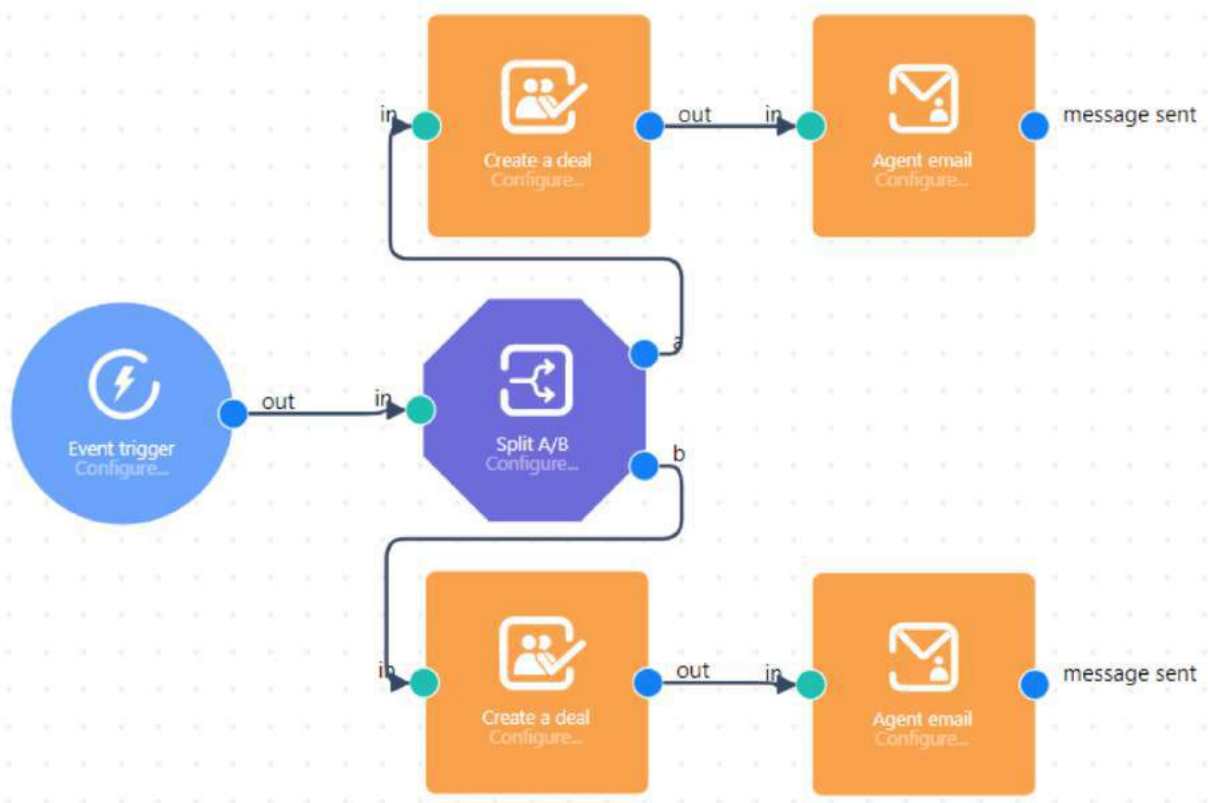 in
Create a deal
Configure...
out
in
Agent email
Configure...
message sent
Event trigger
Configure...
out
in
Split A/B
Configure...
a
b
in
Create a deal
Configure...
out
in
Agent email
Configure...
message sent